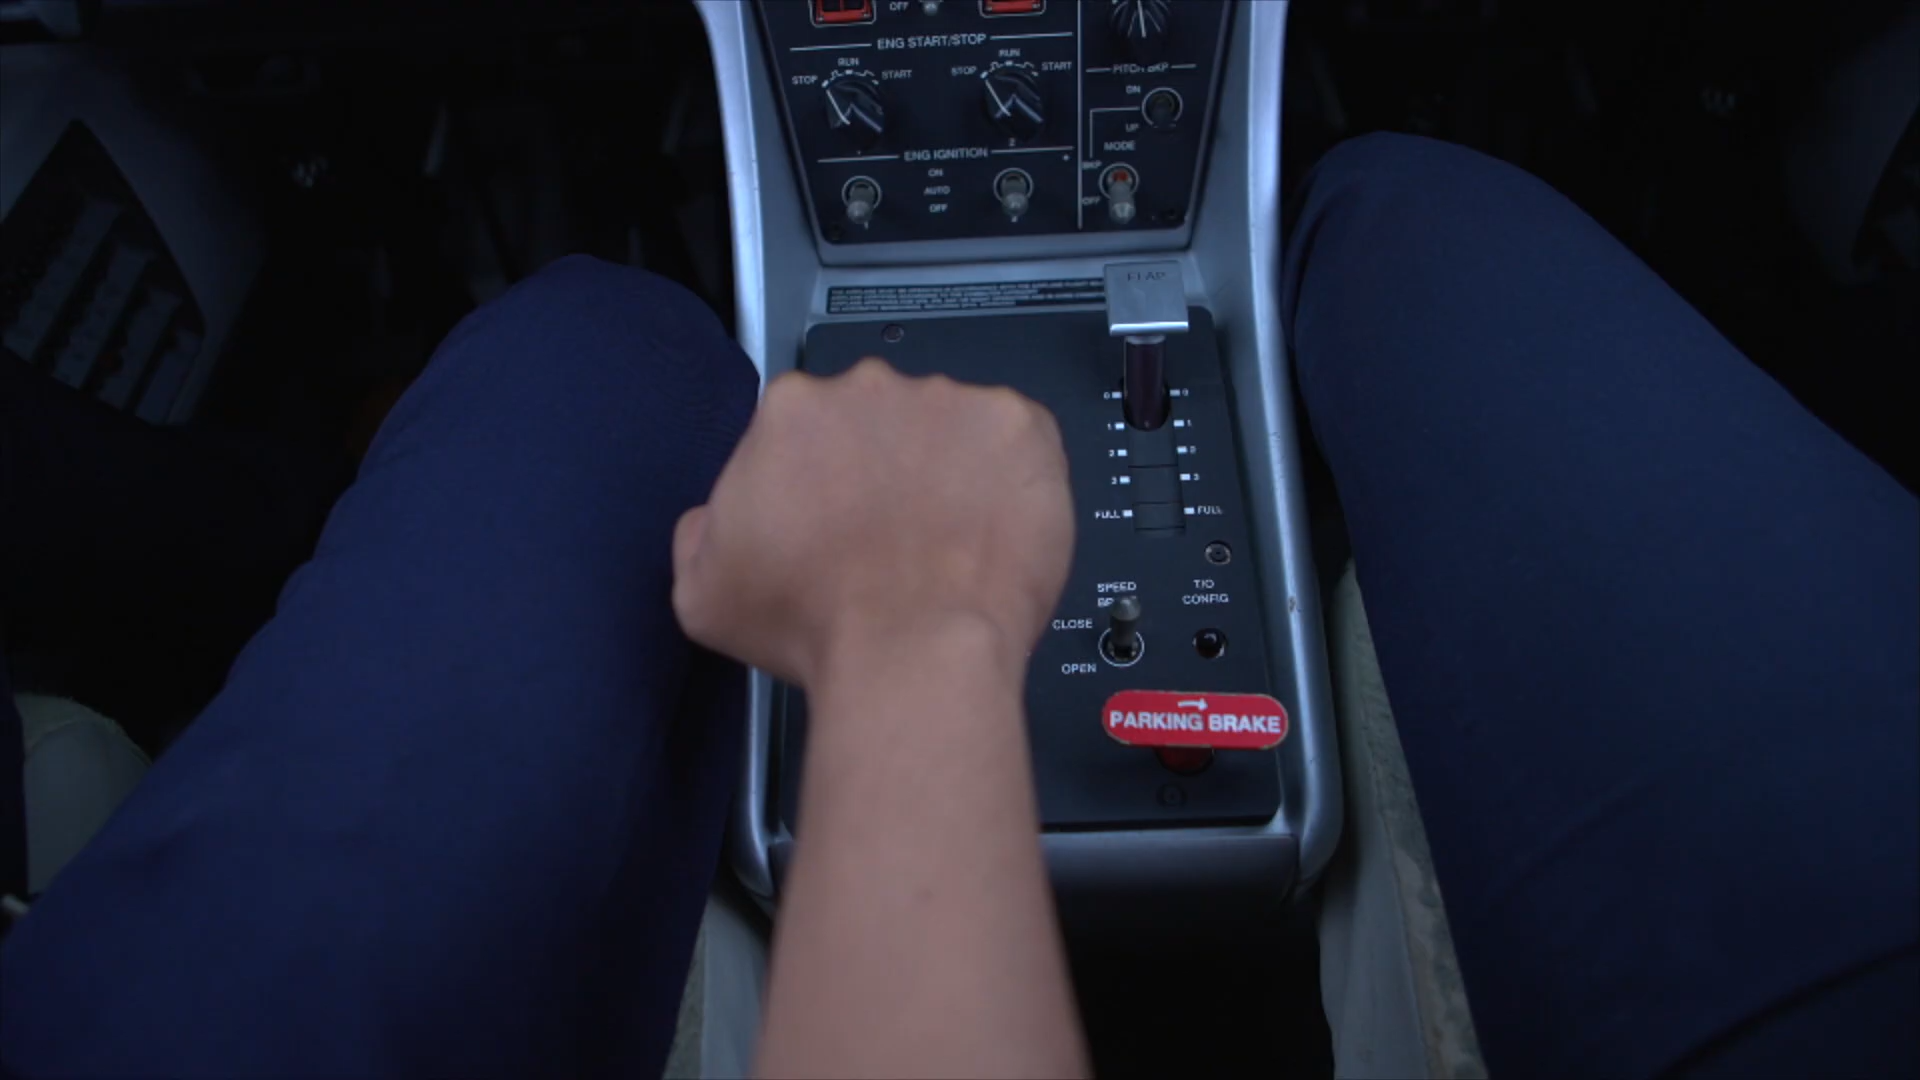 OFF
ENG START/STOP
RUN
STOP
START
RUN
STOP
START
2
ENG IGNITION
ON
AUTO
OFF
2
PITCH BKP
DN
UP
MODE
BKP
OFF
FLAP
0 0
1 1
2 2
3 3
FULL FULL
SPEED
CLOSE
OPEN
T/O
CONFIG
PARKING BRAKE